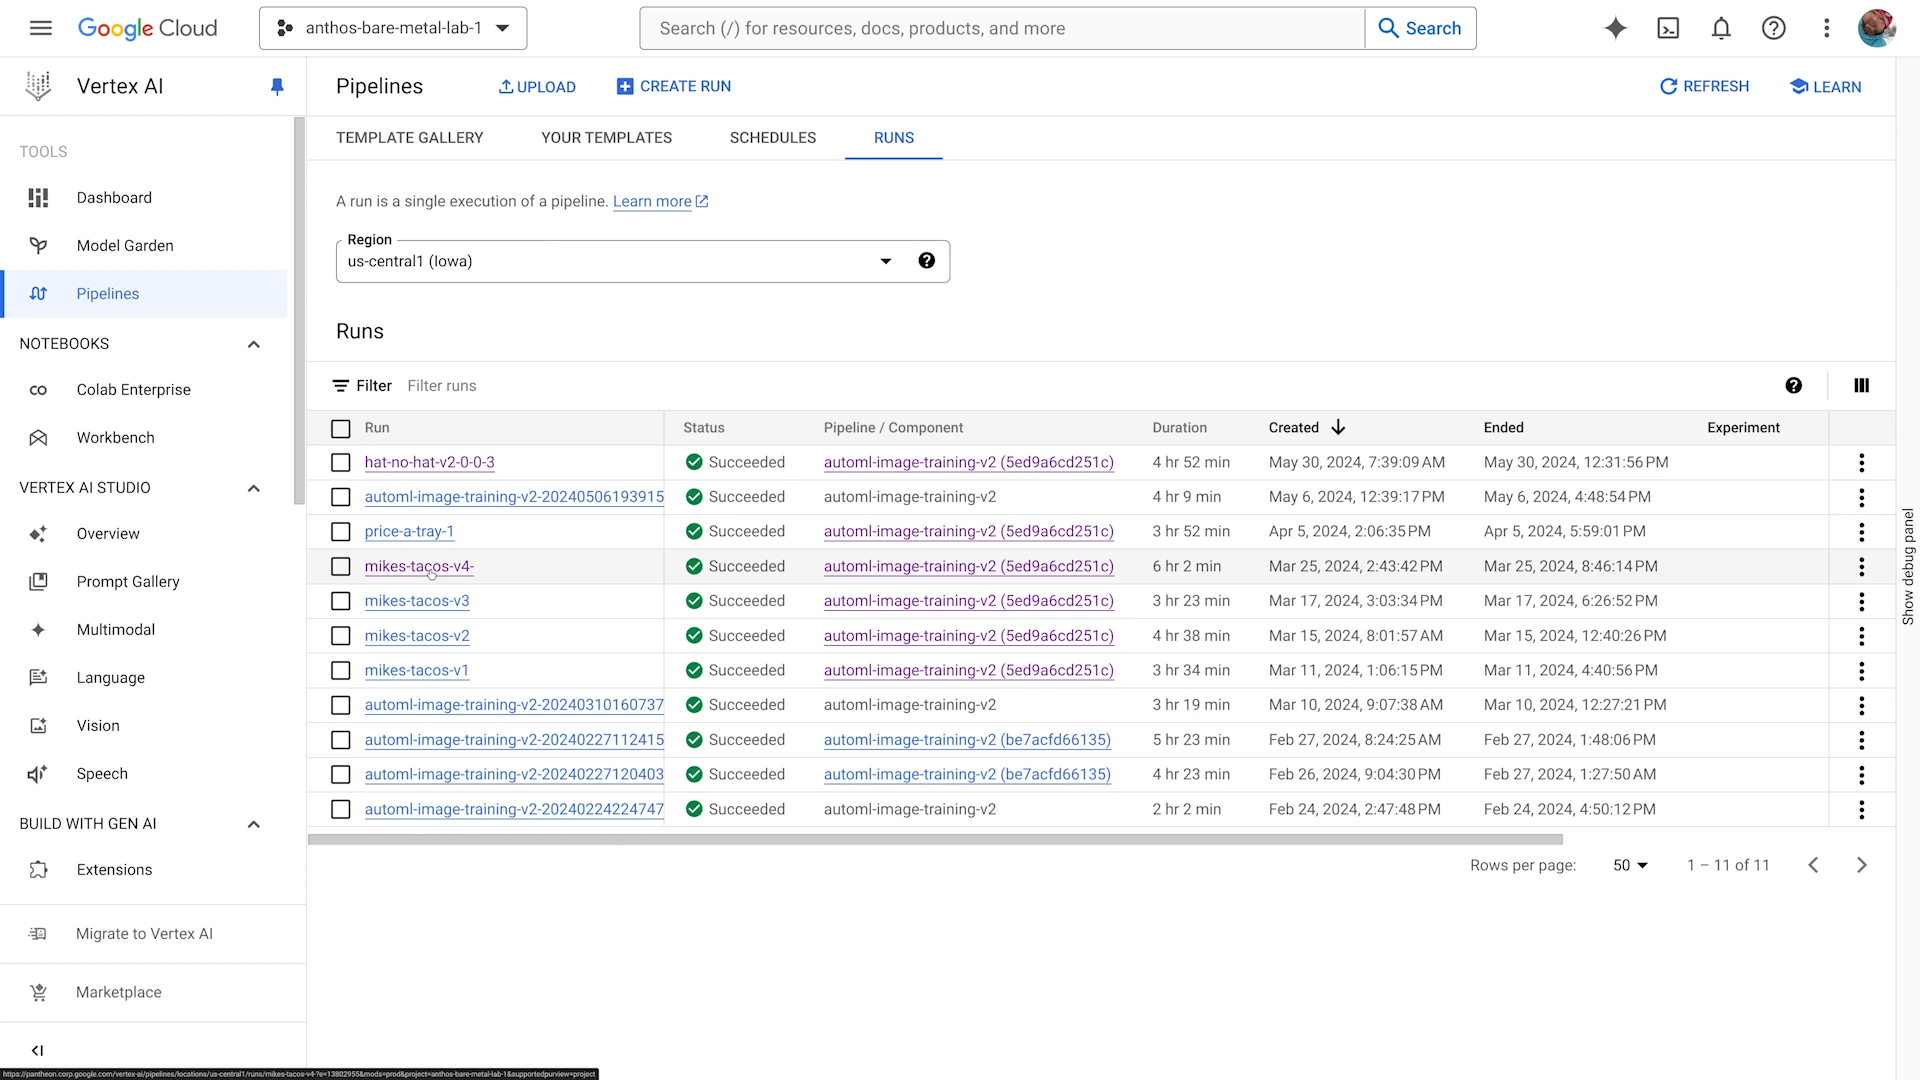 Google Cloud
anthos-bare-metal-lab-1
Search (/) for resources, docs, products, and more
Search
Vertex AI
Pipelines
UPLOAD
CREATE RUN
REFRESH
LEARN
TOOLS
Dashboard
Model Garden
Pipelines
NOTEBOOKS
Colab Enterprise
Workbench
VERTEX AI STUDIO
Overview
Prompt Gallery
Multimodal
Language
Vision
Speech
BUILD WITH GEN AI
Extensions
Migrate to Vertex AI
Marketplace
TEMPLATE GALLERY
YOUR TEMPLATES
SCHEDULES
RUNS
A run is a single execution of a pipeline. Learn more
Region
us-central1 (Iowa)
Runs
Filter Filter runs
Run Status Pipeline / Component Duration Created Ended Experiment
hat-no-hat-v2-0-0-3 Succeeded automl-image-training-v2 (5ed9a6cd251c) 4 hr 52 min May 30, 2024, 7:39:09 AM May 30, 2024, 12:31:56 PM
automl-image-training-v2-20240506193915 Succeeded automl-image-training-v2 4 hr 9 min May 6, 2024, 12:39:17 PM May 6, 2024, 4:48:54 PM
price-a-tray-1 Succeeded automl-image-training-v2 (5ed9a6cd251c) 3 hr 52 min Apr 5, 2024, 2:06:35 PM Apr 5, 2024, 5:59:01 PM
mikes-tacos-v4- Succeeded automl-image-training-v2 (5ed9a6cd251c) 6 hr 2 min Mar 25, 2024, 2:43:42 PM Mar 25, 2024, 8:46:14 PM
mikes-tacos-v3 Succeeded automl-image-training-v2 (5ed9a6cd251c) 3 hr 23 min Mar 17, 2024, 3:03:34 PM Mar 17, 2024, 6:26:52 PM
mikes-tacos-v2 Succeeded automl-image-training-v2 (5ed9a6cd251c) 4 hr 38 min Mar 15, 2024, 8:01:57 AM Mar 15, 2024, 12:40:26 PM
mikes-tacos-v1 Succeeded automl-image-training-v2 (5ed9a6cd251c) 3 hr 34 min Mar 11, 2024, 1:06:15 PM Mar 11, 2024, 4:40:56 PM
automl-image-training-v2-20240310160737 Succeeded automl-image-training-v2 3 hr 19 min Mar 10, 2024, 9:07:38 AM Mar 10, 2024, 12:27:21 PM
automl-image-training-v2-20240227112415 Succeeded automl-image-training-v2 (be7acfd66135) 5 hr 23 min Feb 27, 2024, 8:24:25 AM Feb 27, 2024, 1:48:06 PM
automl-image-training-v2-20240227120403 Succeeded automl-image-training-v2 (be7acfd66135) 4 hr 23 min Feb 26, 2024, 9:04:30 PM Feb 27, 2024, 1:27:50 AM
automl-image-training-v2-20240224224747 Succeeded automl-image-training-v2 2 hr 2 min Feb 24, 2024, 2:47:48 PM Feb 24, 2024, 4:50:12 PM
Rows per page: 50 1 – 11 of 11
Show debug panel
https://pantheon.corp.google.com/vertex-ai/pipelines/locations/us-central1/runs/mikes-tacos-v4-?e=13802955&mods=prod&project=anthos-bare-metal-lab-1&supportedpurview=project